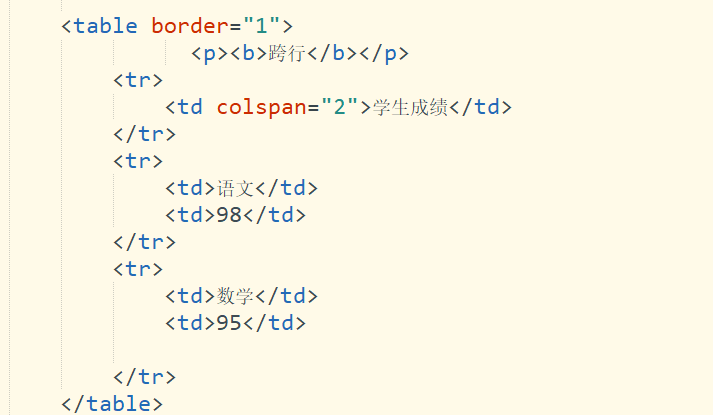 <table border="1">
<p><b>跨行</b></p>
<tr>
<td colspan="2">学生成绩</td>
</tr>
<tr>
<td>语文</td>
<td>98</td>
</tr>
<tr>
<td>数学</td>
<td>95</td>
</tr>
</table>